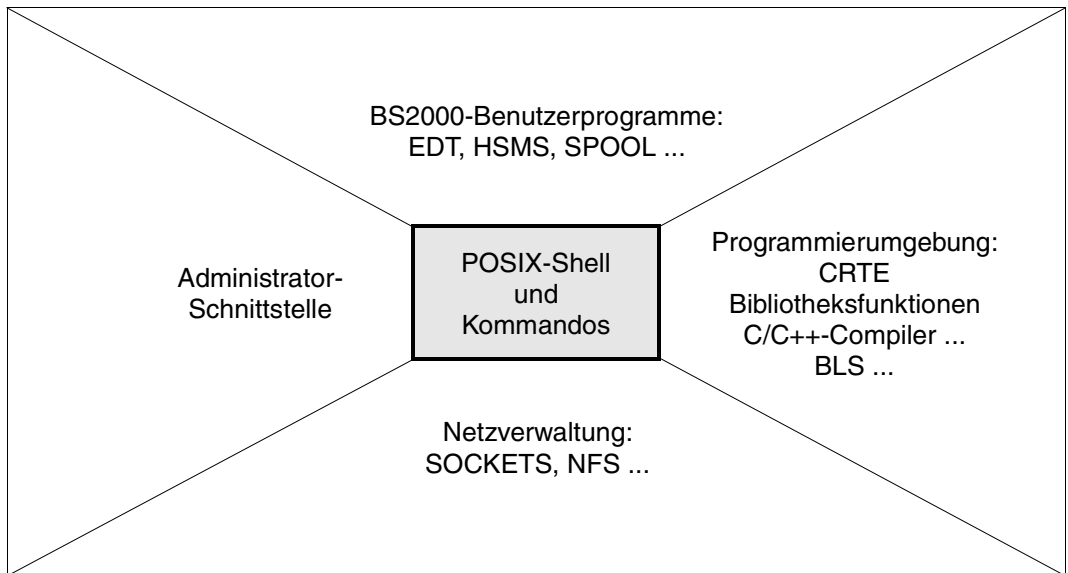 BS2000-Benutzerprogramme:
EDT, HSMS, SPOOL ...
Administrator-
Schnittstelle
POSIX-Shell
und
Kommandos
Programmierumgebung:
CRTE
Bibliotheksfunktionen
C/C++-Compiler ...
BLS ...
Netzverwaltung:
SOCKETS, NFS ...